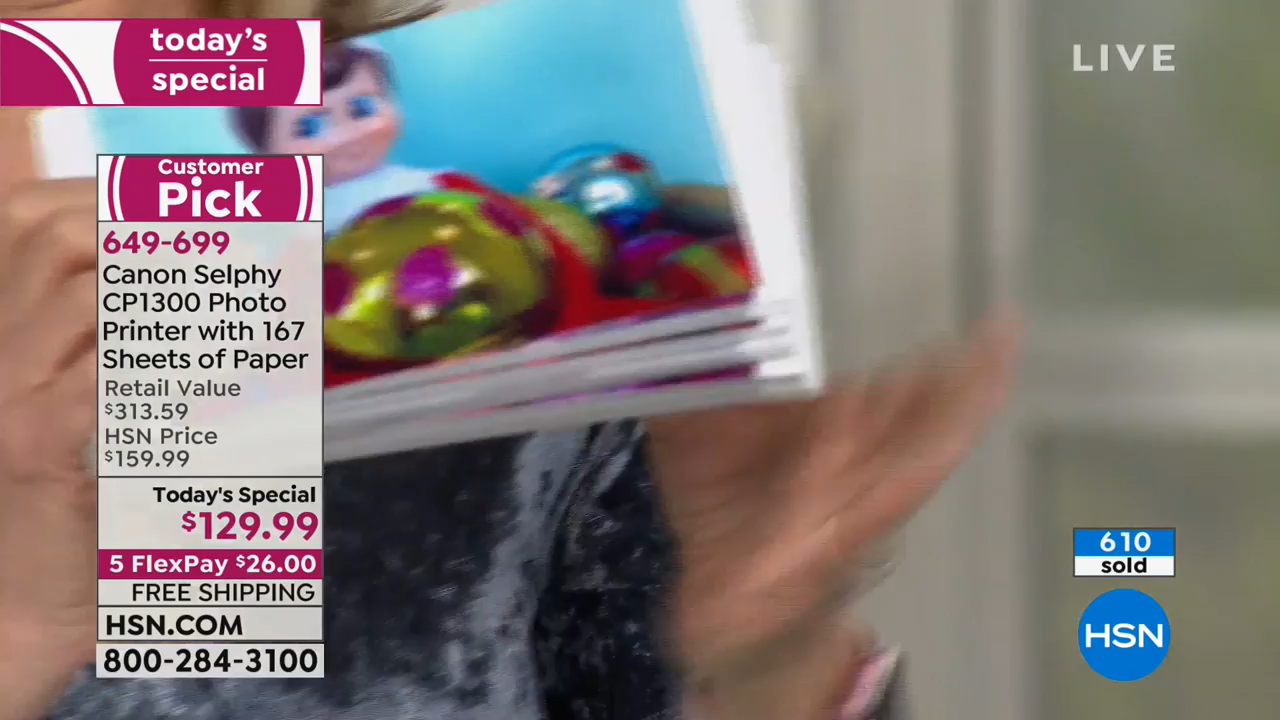 today's
special
LIVE
Customer
Pick
649-699
Canon Selphy
CP1300 Photo
Printer with 167
Sheets of Paper
Retail Value
$313.59
HSN Price
$159.99
Today's Special
$129.99
5 FlexPay $26.00
FREE SHIPPING
HSN.COM
800-284-3100
610
sold
HSN